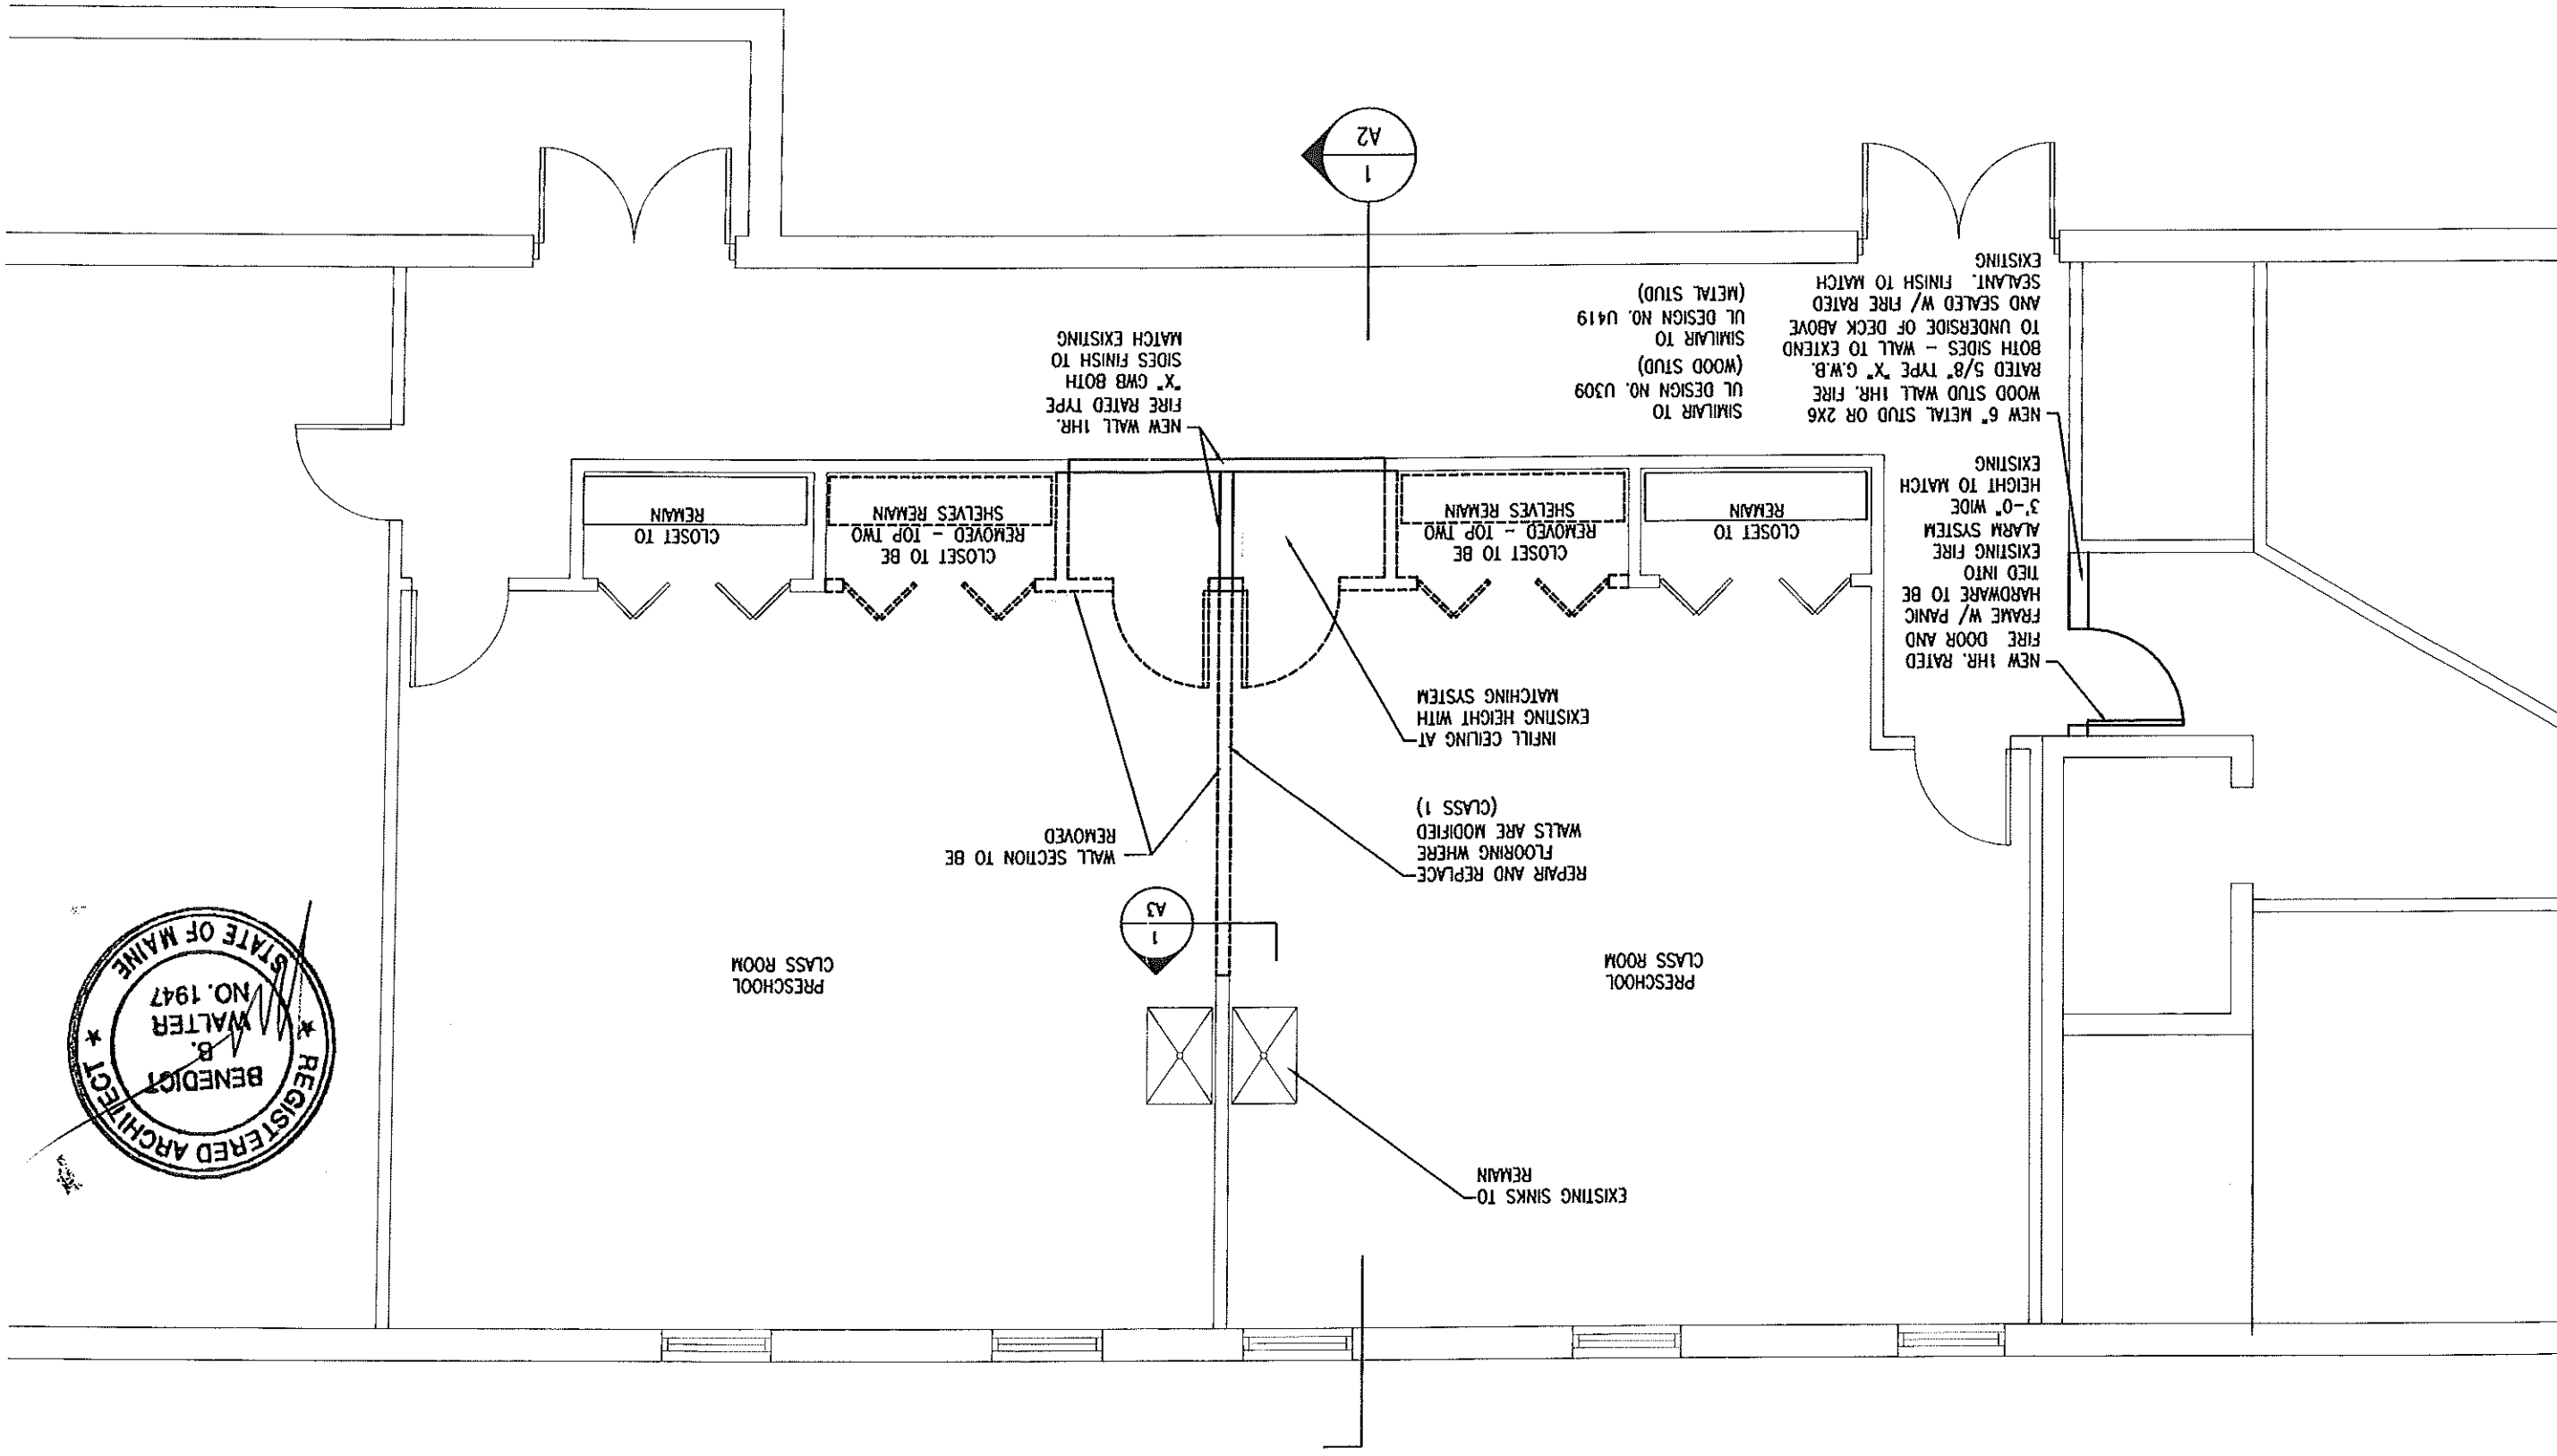 EXISTING SINKS TO
REMAIN
REGISTERED ARCHITECT
BENEDICT
B.
WALTER
NO. 1947
STATE OF MAINE
PRESCHOOL
CLASS ROOM
PRESCHOOL
CLASS ROOM
1
A3
REPAIR AND REPLACE
FLOORING WHERE
WALLS ARE MODIFIED
(CLASS 1)
WALL SECTION TO BE
REMOVED
INFILL CEILING AT
EXISTING HEIGHT WITH
MATCHING SYSTEM
NEW 1HR. RATED
FIRE DOOR AND
FRAME W/ PANIC
HARDWARE TO BE
TIED INTO
EXISTING FIRE
ALARM SYSTEM
3'-0" WIDE
HEIGHT TO MATCH
EXISTING
CLOSET TO
REMAIN
CLOSET TO BE
REMOVED - TOP TWO
SHELVES REMAIN
CLOSET TO BE
REMOVED - TOP TWO
SHELVES REMAIN
CLOSET TO
REMAIN
NEW 6" METAL STUD OR 2X6
WOOD STUD WALL 1HR. FIRE
RATED 5/8" TYPE "X" G.W.B.
BOTH SIDES - WALL TO EXTEND
TO UNDERSIDE OF DECK ABOVE
AND SEALED W/ FIRE RATED
SEALANT. FINISH TO MATCH
EXISTING
SIMILAIR TO
UL DESIGN NO. U309
(WOOD STUD)
SIMILAIR TO
UL DESIGN NO. U419
(METAL STUD)
NEW WALL 1HR.
FIRE RATED TYPE
"X" GWB BOTH
SIDES FINISH TO
MATCH EXISTING
1
A2